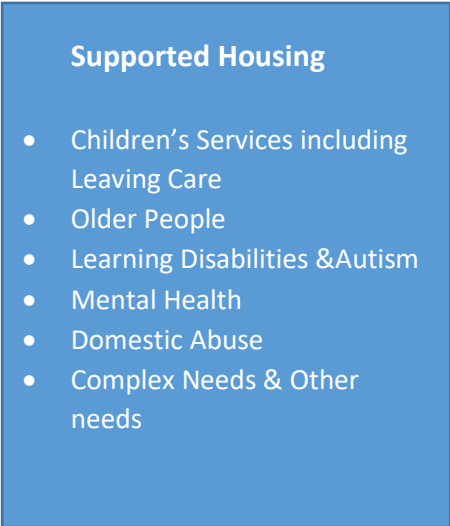 Supported Housing
• Children’s Services including
Leaving Care
• Older People
• Learning Disabilities &Autism
• Mental Health
• Domestic Abuse
• Complex Needs & Other
needs